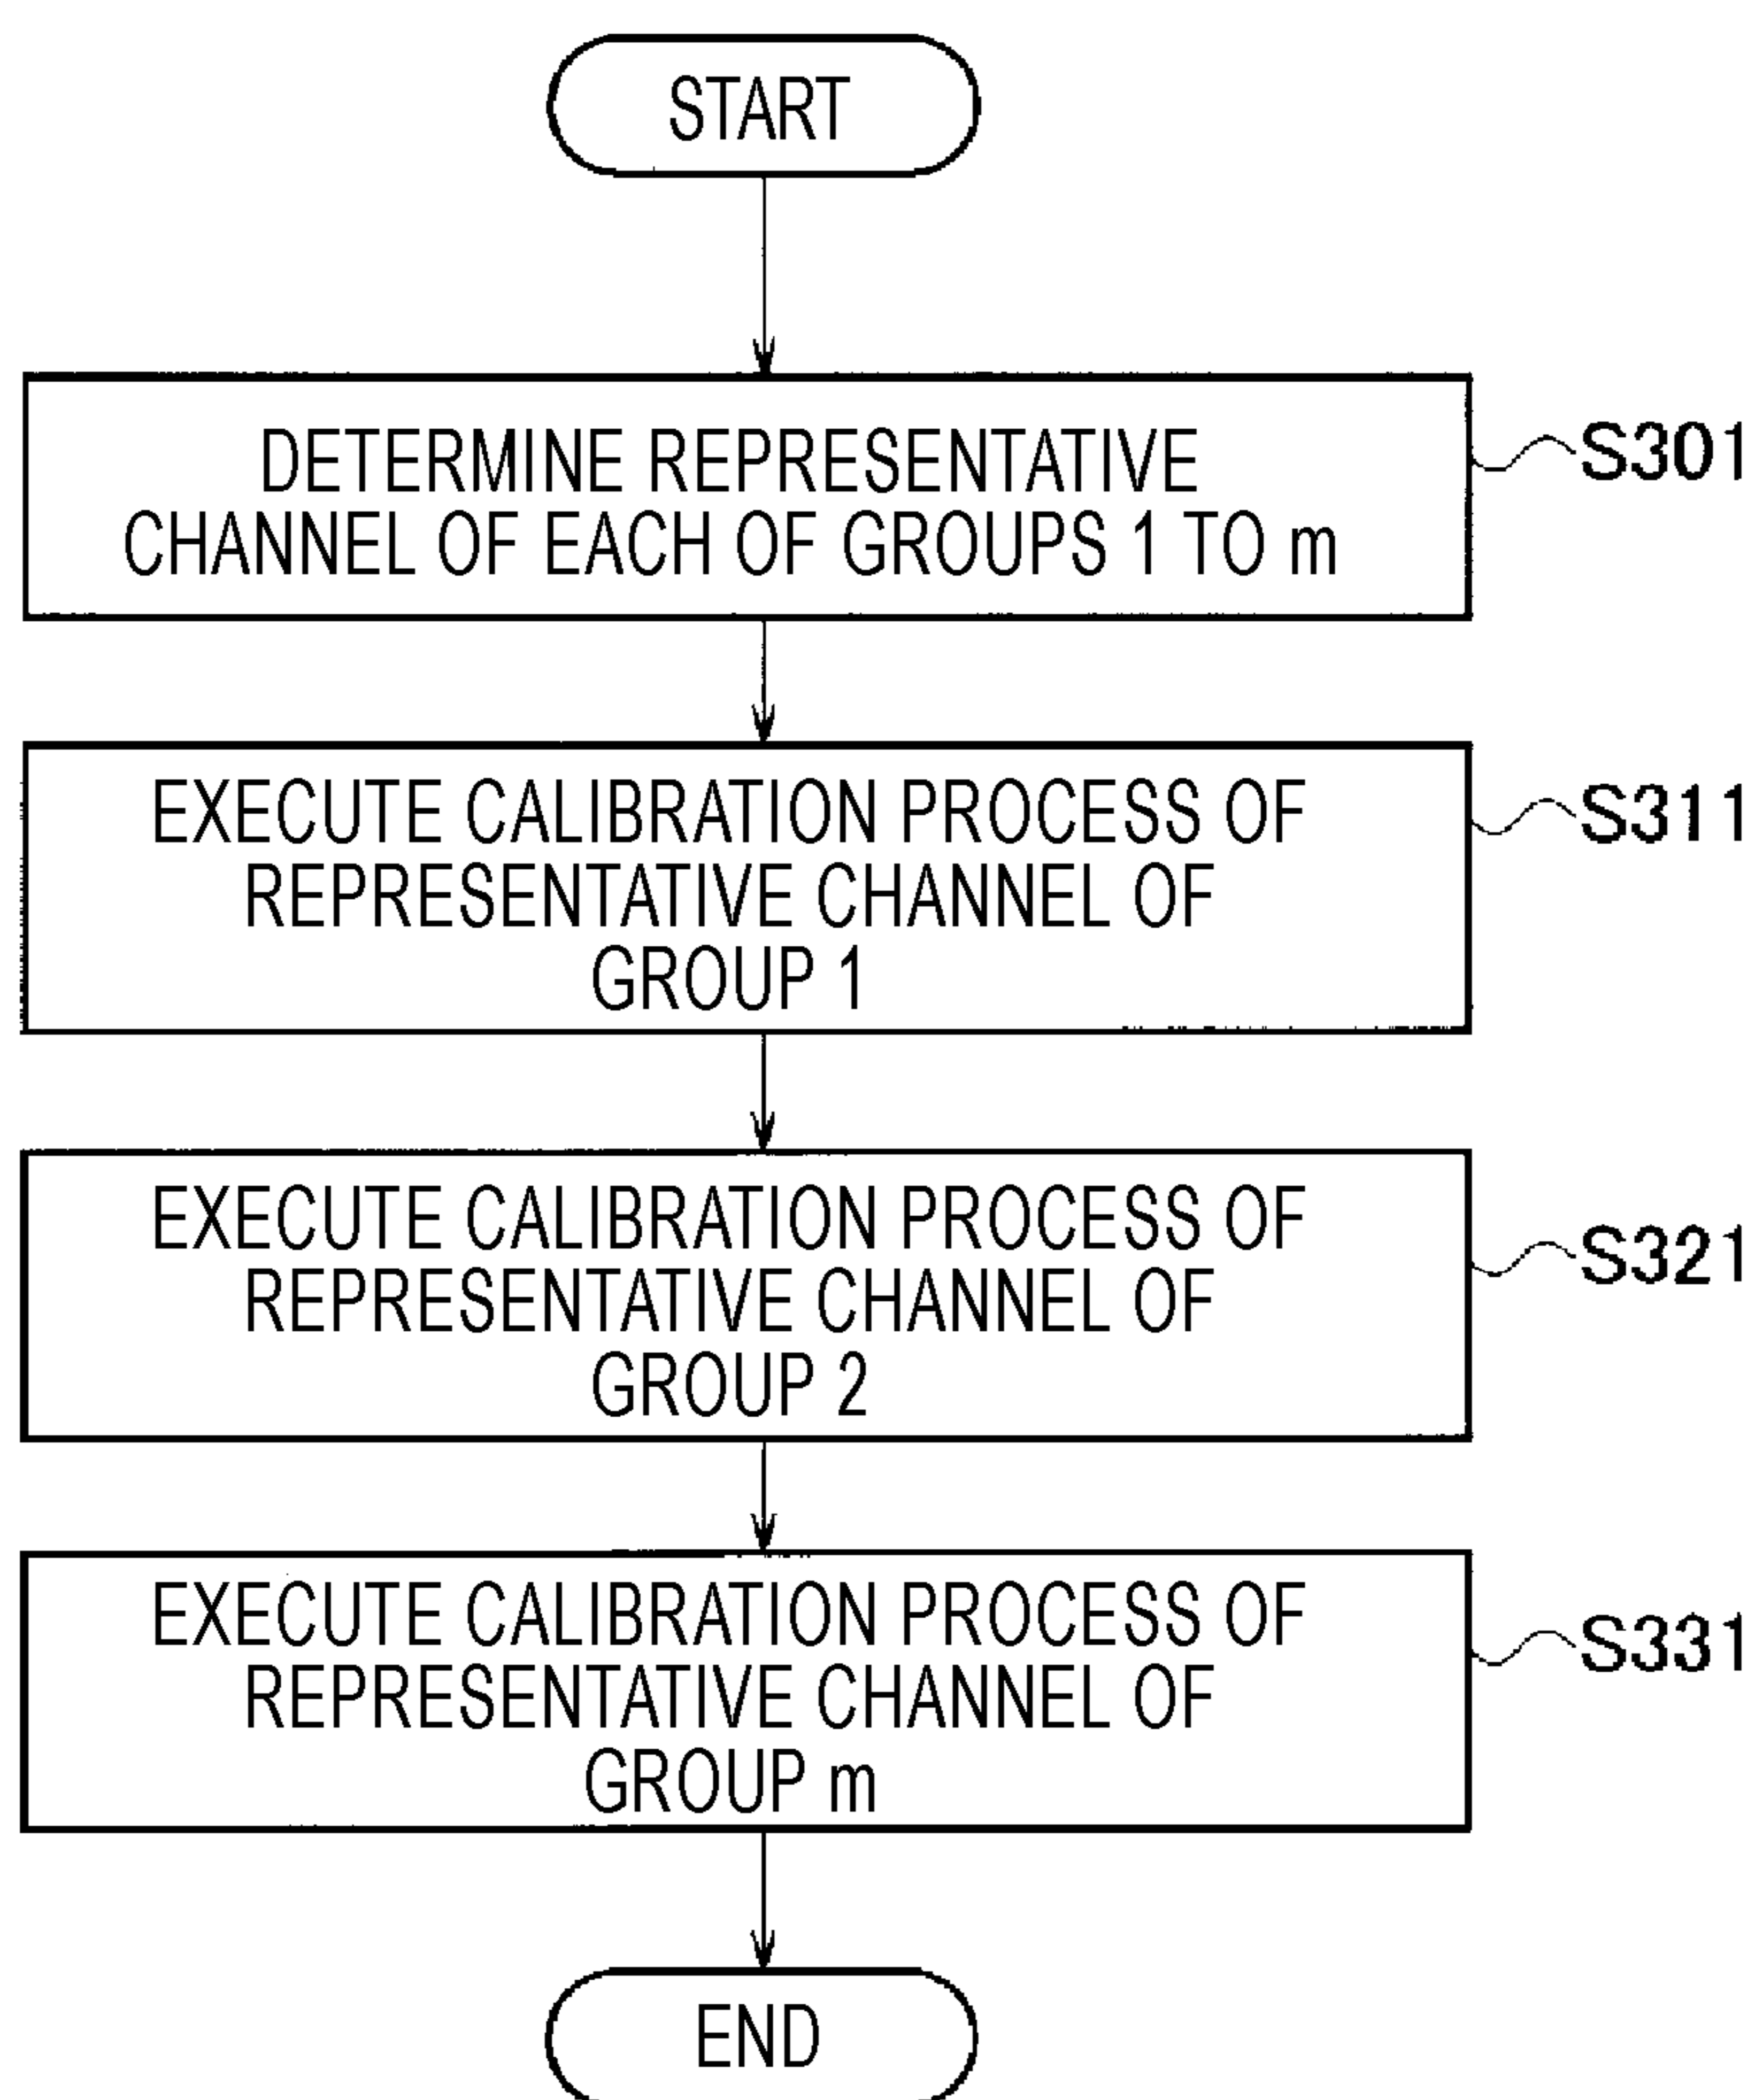 START
DETERMINE REPRESENTATIVE
CHANNEL OF EACH OF GROUPS 1 TO m
S301
EXECUTE CALIBRATION PROCESS OF
REPRESENTATIVE CHANNEL OF
GROUP 1
S311
EXECUTE CALIBRATION PROCESS OF
REPRESENTATIVE CHANNEL OF
GROUP 2
S321
EXECUTE CALIBRATION PROCESS OF
REPRESENTATIVE CHANNEL OF
GROUP m
S331
END